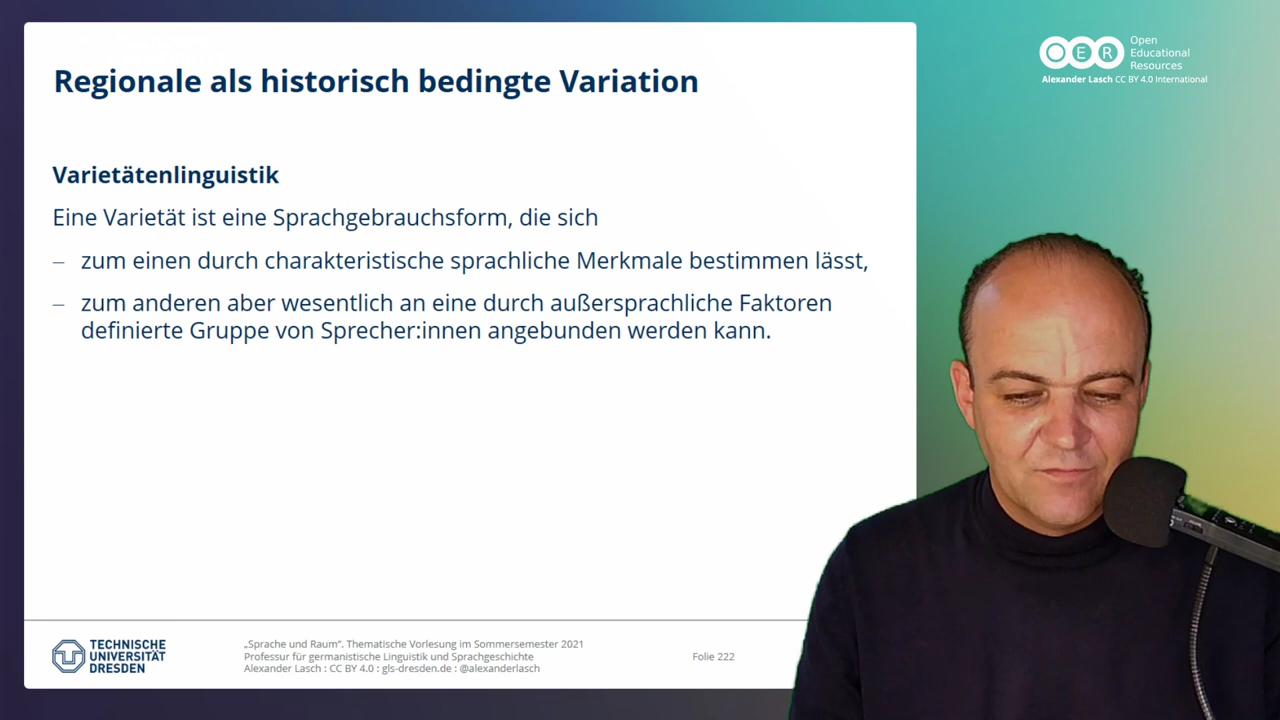 Regionale als historisch bedingte Variation
Varietätenlinguistik
Eine Varietät ist eine Sprachgebrauchsform, die sich
– zum einen durch charakteristische sprachliche Merkmale bestimmen lässt,
– zum anderen aber wesentlich an eine durch außersprachliche Faktoren
definierte Gruppe von Sprecher:innen angebunden werden kann.
TECHNISCHE
UNIVERSITÄT
DRESDEN
„Sprache und Raum“. Thematische Vorlesung im Sommersemester 2021
Professur für germanistische Linguistik und Sprachgeschichte
Alexander Lasch : CC BY 4.0 : gls-dresden.de : @alexanderlasch
Folie 222
OER
Open
Educational
Resources
Alexander Lasch CC BY 4.0 International